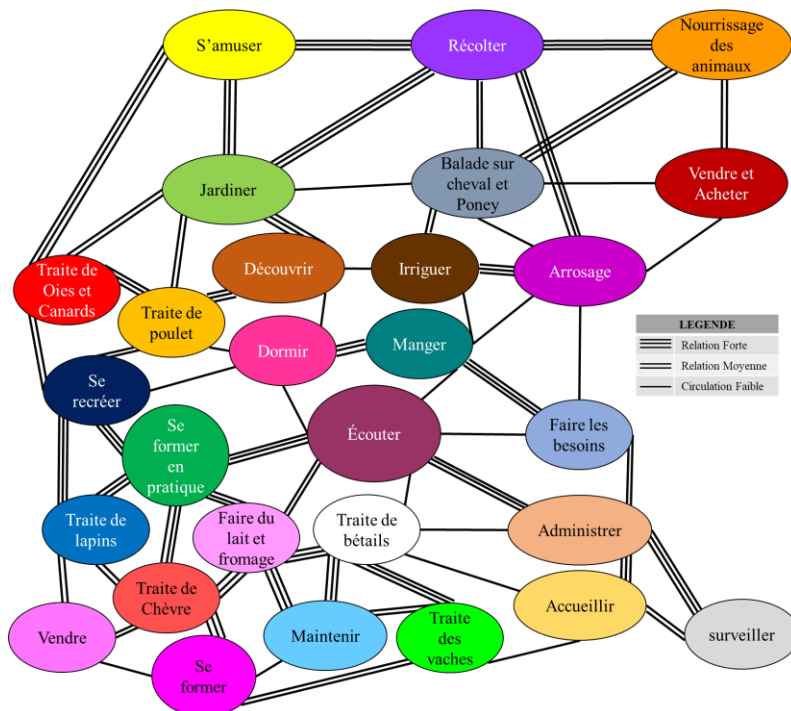 S’amuser
Récolter
Nourrissage
des
animaux
Jardiner
Balade sur
cheval et
Poney
Vendre et
Acheter
Traite de
Oies et
Canards
Découvrir
Irriguer
Arrosage
Traite de
poulet
Dormir
Manger
LEGENDE
Relation Forte
Relation Moyenne
Circulation Faible
Se
recréer
Se
former
en
pratique
Écouter
Faire les
besoins
Traite de
lapins
Faire du
lait et
fromage
Traite de
bétails
Administrer
Traite de
Chèvre
Accueillir
Vendre
Maintenir
Traite
des
vaches
surveiller
Se
former